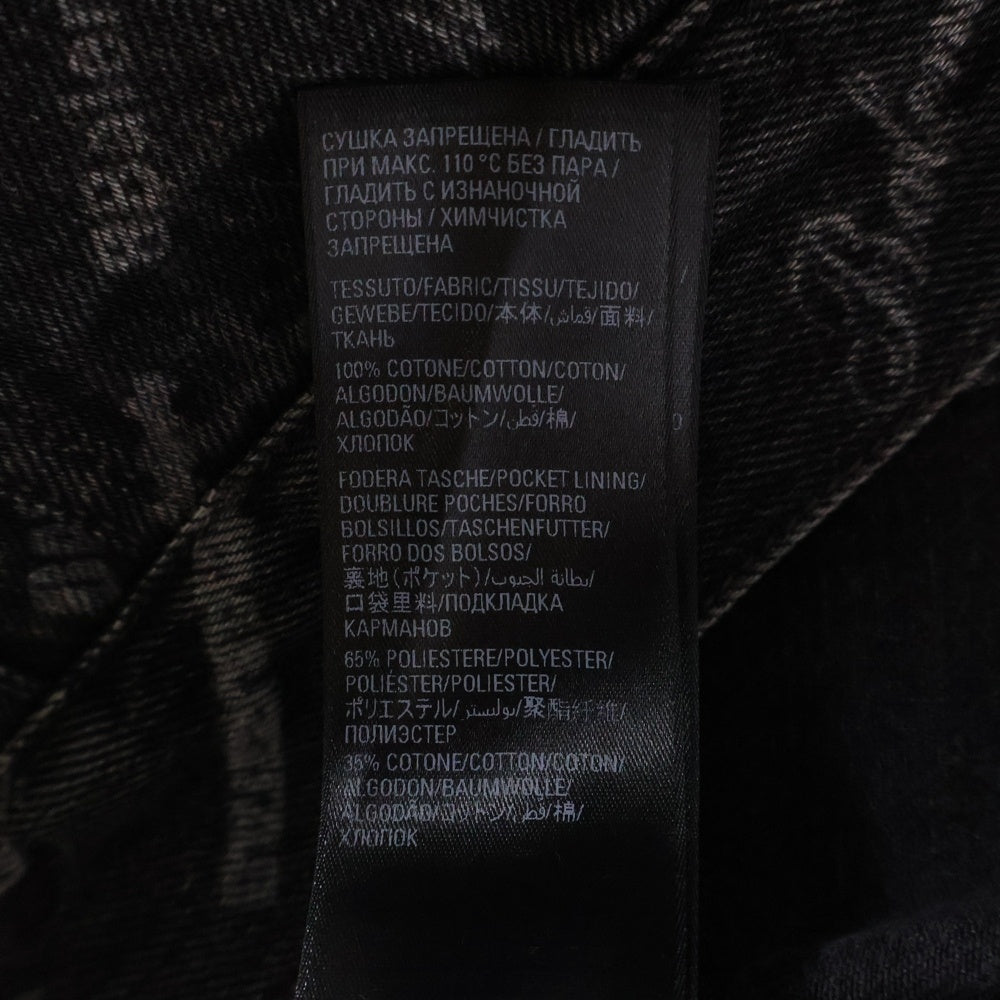 СУШКА ЗАПРЕЩЕНА / ГЛАДИТЬ
ПРИ МАКС. 110 °C БЕЗ ПАРА /
ГЛАДИТЬ С ИЗНАНОЧНОЙ
СТОРОНЫ / ХИМЧИСТКА
ЗАПРЕЩЕНА
TESSUTO/FABRIC/TISSU/TEJIDO/
GEWEBE/TECIDO/本体/قماش/面料/
ТКАНЬ
100% COTONE/COTTON/COTON/
ALGODON/BAUMWOLLE/
ALGODÃO/コットン/قطن/棉/
ХЛОПОК
FODERA TASCHE/POCKET LINING/
DOUBLURE POCHES/FORRO
BOLSILLOS/TASCHENFUTTER/
FORRO DOS BOLSOS/
裏地(ポケット)/بطانة الجيوب/
口袋里料/ПОДКЛАДКА
КАРМАНОВ
65% POLIESTERE/POLYESTER/
POLIÉSTER/POLIESTER/
ポリエステル/بوليستر/聚酯纤维/
ПОЛИЭСТЕР
35% COTONE/COTTON/COTON/
ALGODON/BAUMWOLLE/
ALGODÃO/コットン/قطن/棉/
ХЛОПОК